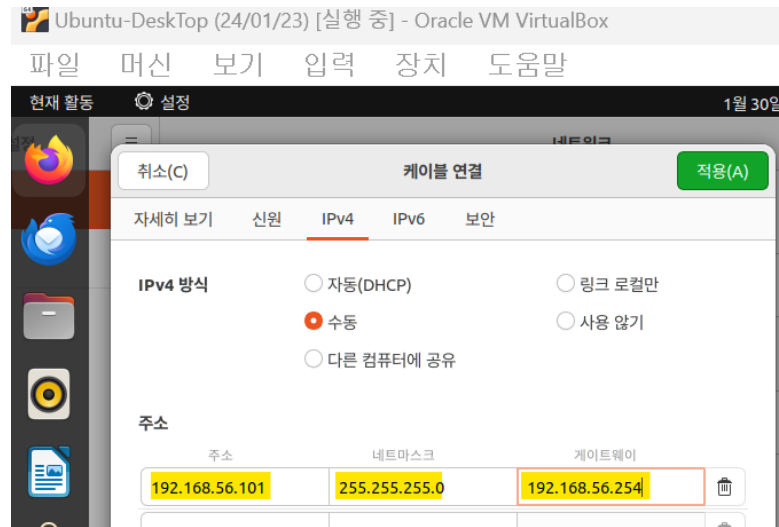 Ubuntu-DeskTop (24/01/23) [실행 중] - Oracle VM VirtualBox
파일 머신 보기 입력 장치 도움말
현재 활동 설정 1월 30일
취소(C) 케이블 연결 적용(A)
자세히 보기 신원 IPv4 IPv6 보안
IPv4 방식 자동(DHCP) 링크 로컬만
수동 사용 않기
다른 컴퓨터에 공유
주소
주소 네트마스크 게이트웨이
192.168.56.101 255.255.255.0 192.168.56.254